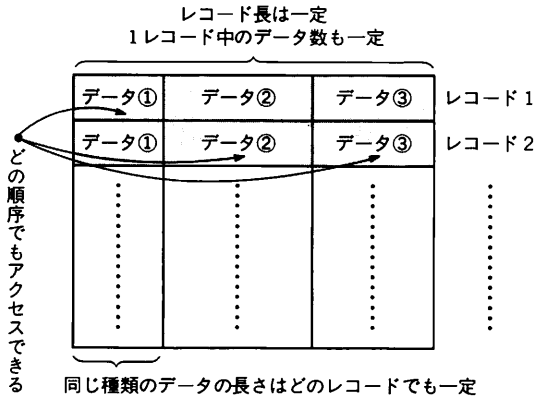 レコード長は一定
1レコード中のデータ数も一定
データ① データ② データ③ レコード1
データ① データ② データ③ レコード2
どの順序でもアクセスできる
同じ種類のデータの長さはどのレコードでも一定